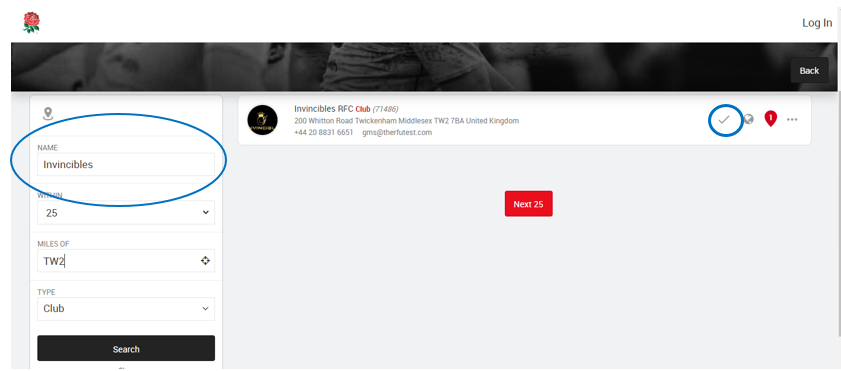 Log In
Back
NAME
Invincibles
WITHIN
25
MILES OF
TW2
TYPE
Club
Search
Invincibles RFC Club (71486)
200 Whitton Road Twickenham Middlesex TW2 7BA United Kingdom
+44 20 8831 6651 gms@therfutest.com
1
Next 25